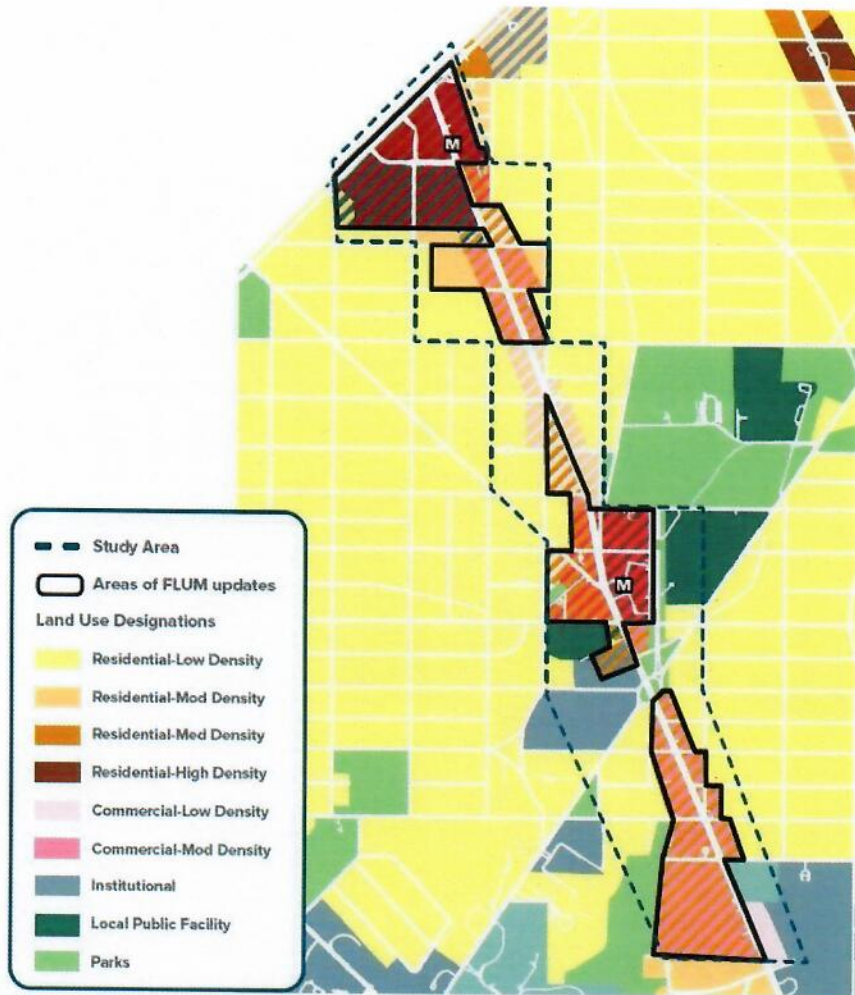 M
M
Study Area
Areas of FLUM updates
Land Use Designations
Residential-Low Density
Residential-Mod Density
Residential-Med Density
Residential-High Density
Commercial-Low Density
Commercial-Mod Density
Institutional
Local Public Facility
Parks